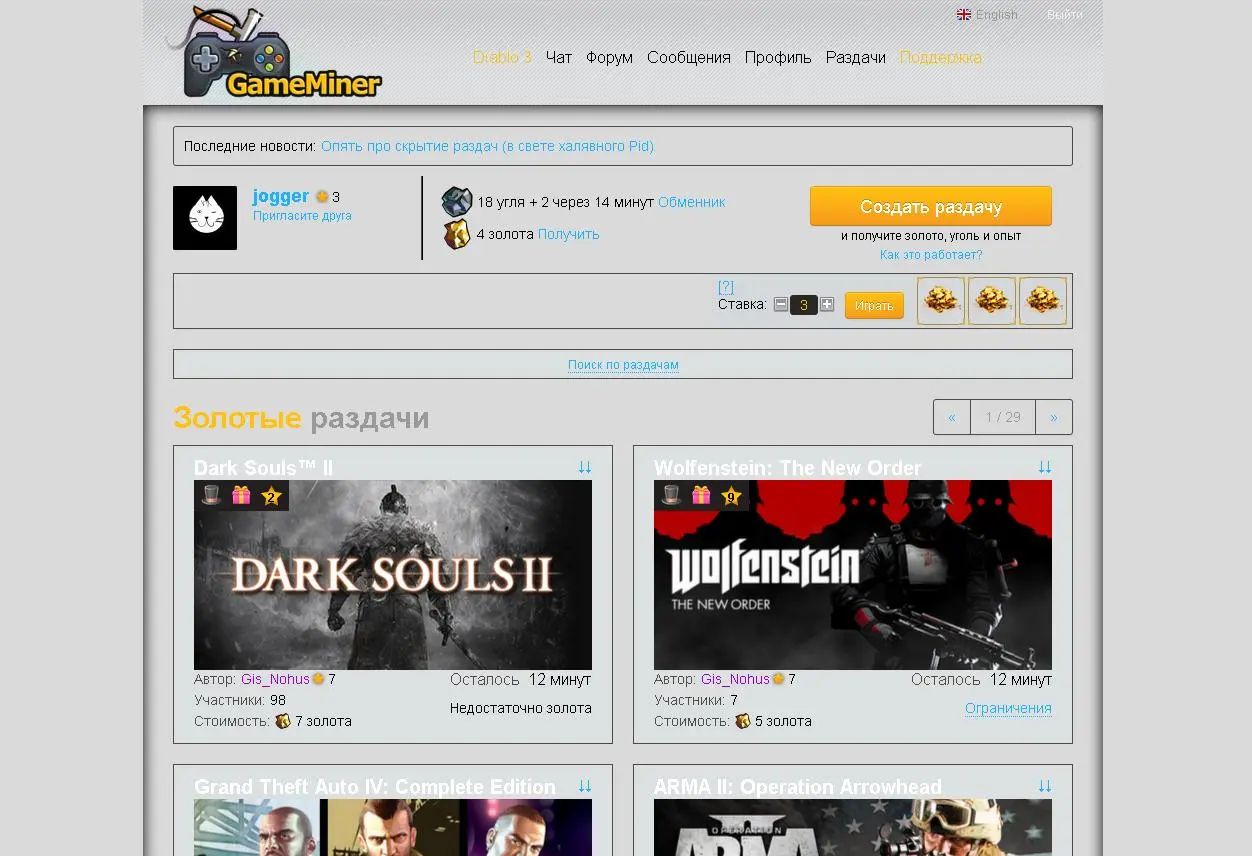 English
Выйти
GameMiner
Diablo 3 Чат Форум Сообщения Профиль Раздачи Поддержка
Последние новости: Опять про скрытие раздач (в свете халявного Pid)
jogger 3
Пригласите друга
18 угля + 2 через 14 минут Обменник
4 золота Получить
Создать раздачу
и получите золото, уголь и опыт
Как это работает?
[?]
Ставка: 3 Играть
Поиск по раздачам
Золотые раздачи
« 1 / 29 »
Dark Souls™ II
2
DARK SOULS II
Автор: Gis_Nohus 7
Осталось 12 минут
Участники: 98
Недостаточно золота
Стоимость: 7 золота
Wolfenstein: The New Order
9
Wolfenstein
THE NEW ORDER
Автор: Gis_Nohus 7
Осталось 12 минут
Участники: 7
Ограничения
Стоимость: 5 золота
Grand Theft Auto IV: Complete Edition
ARMA II: Operation Arrowhead
II
OPERATION
ARMA